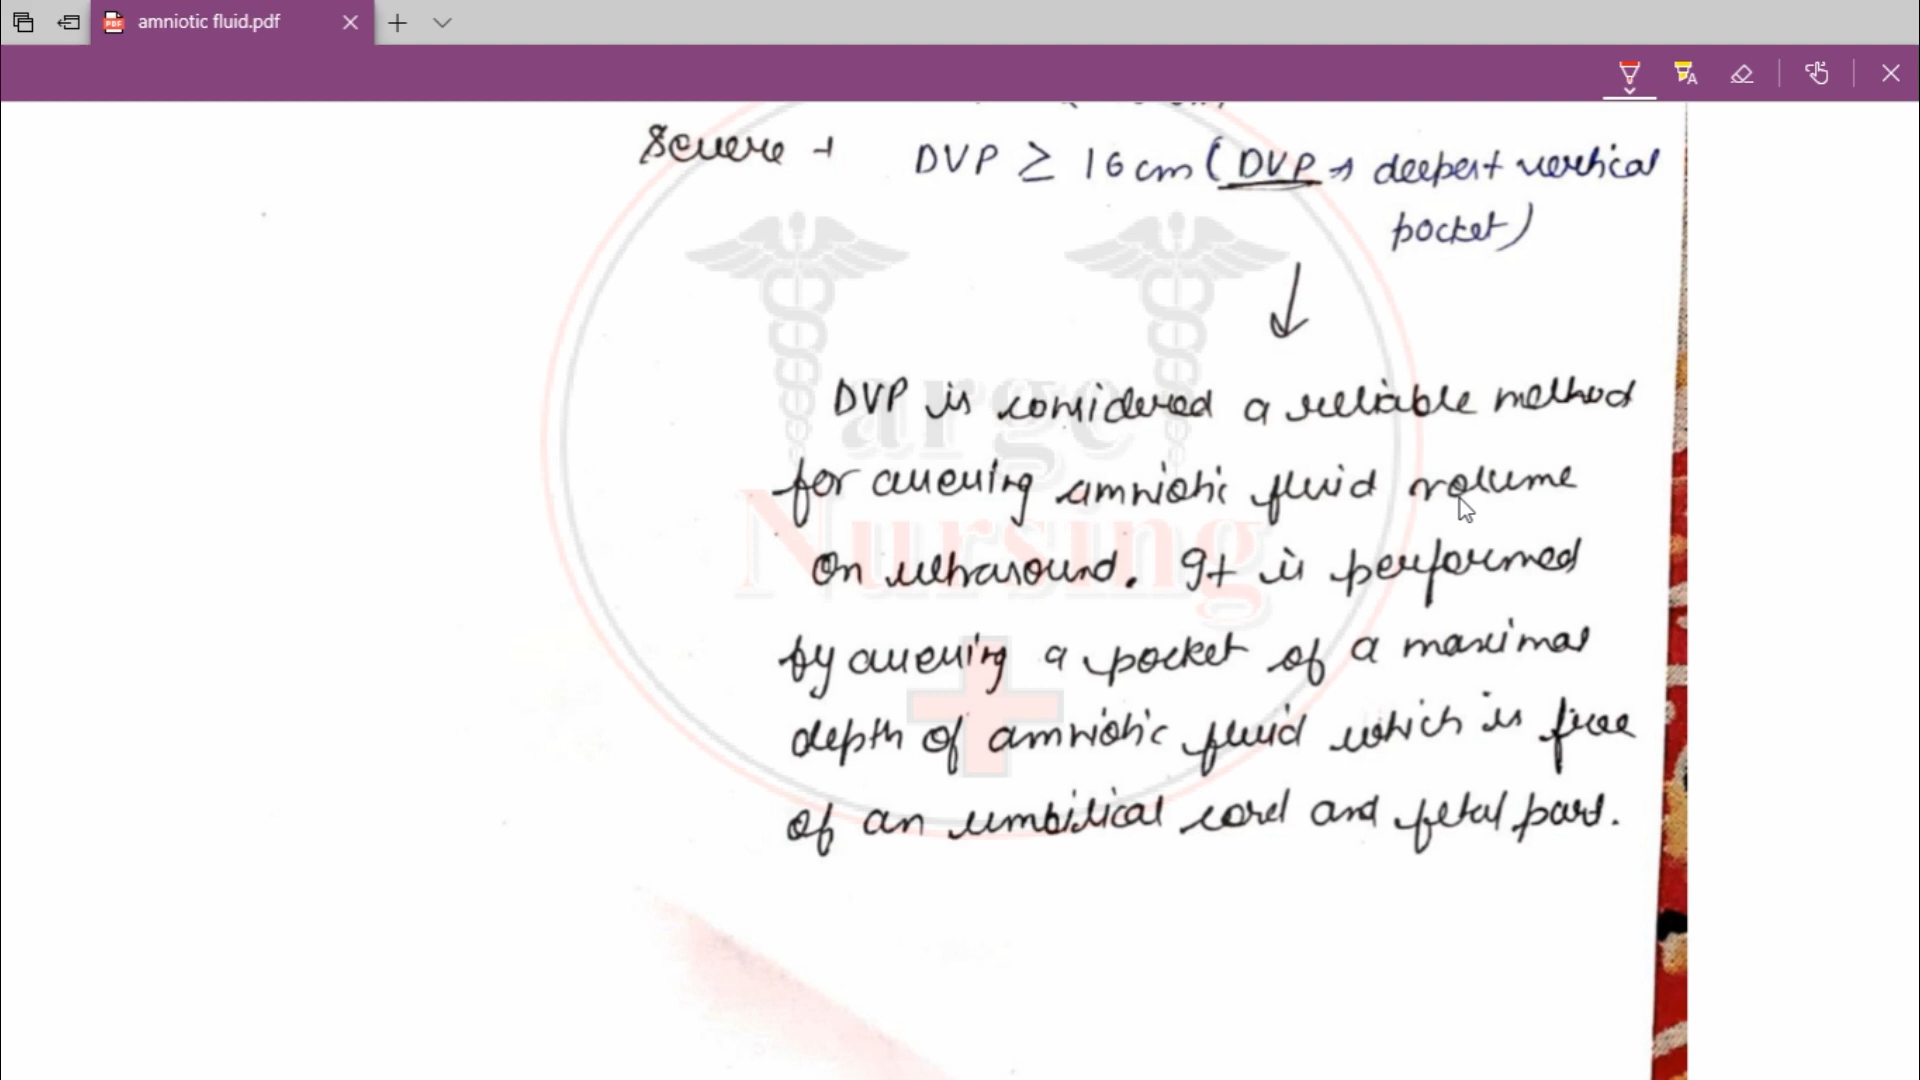 amniotic fluid.pdf
Severe → DVP ≥ 16 cm (DVP → deepest vertical
pocket)
↓
DVP is considered a reliable method
for assessing amniotic fluid volume
on ultrasound. It is performed
by assessing a pocket of a maximal
depth of amniotic fluid which is free
of an umbilical cord and fetal part.
arge
Nursing